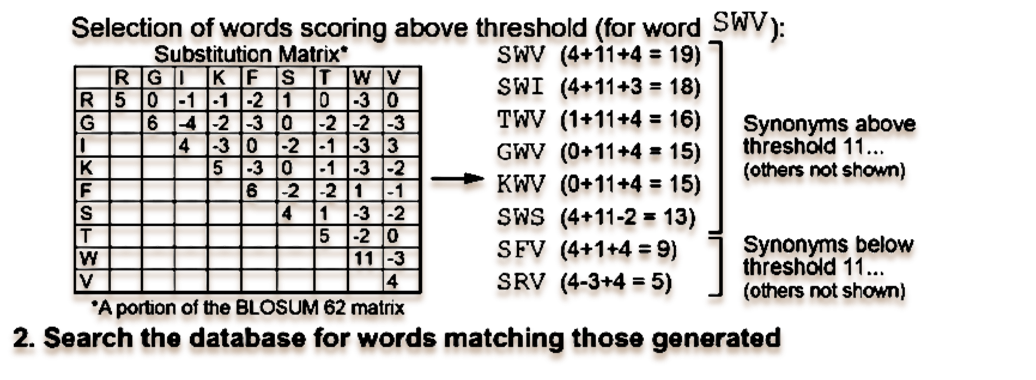 Selection of words scoring above threshold (for word SWV):
Substitution Matrix*
R G I K F S T W V
R 5 0 -1 -1 -2 1 0 -3 0
G 6 -4 -2 -3 0 -2 -2 -3
I 4 -3 0 -2 -1 -3 3
K 5 -3 0 -1 -3 -2
F 6 -2 -2 1 -1
S 4 1 -3 -2
T 5 -2 0
W 11 -3
V 4
*A portion of the BLOSUM 62 matrix
SWV (4+11+4 = 19)
SWI (4+11+3 = 18)
TWV (1+11+4 = 16)
GWV (0+11+4 = 15)
KWV (0+11+4 = 15)
SWS (4+11-2 = 13)
SFV (4+1+4 = 9)
SRV (4-3+4 = 5)
Synonyms above
threshold 11...
(others not shown)
Synonyms below
threshold 11...
(others not shown)
2. Search the database for words matching those generated